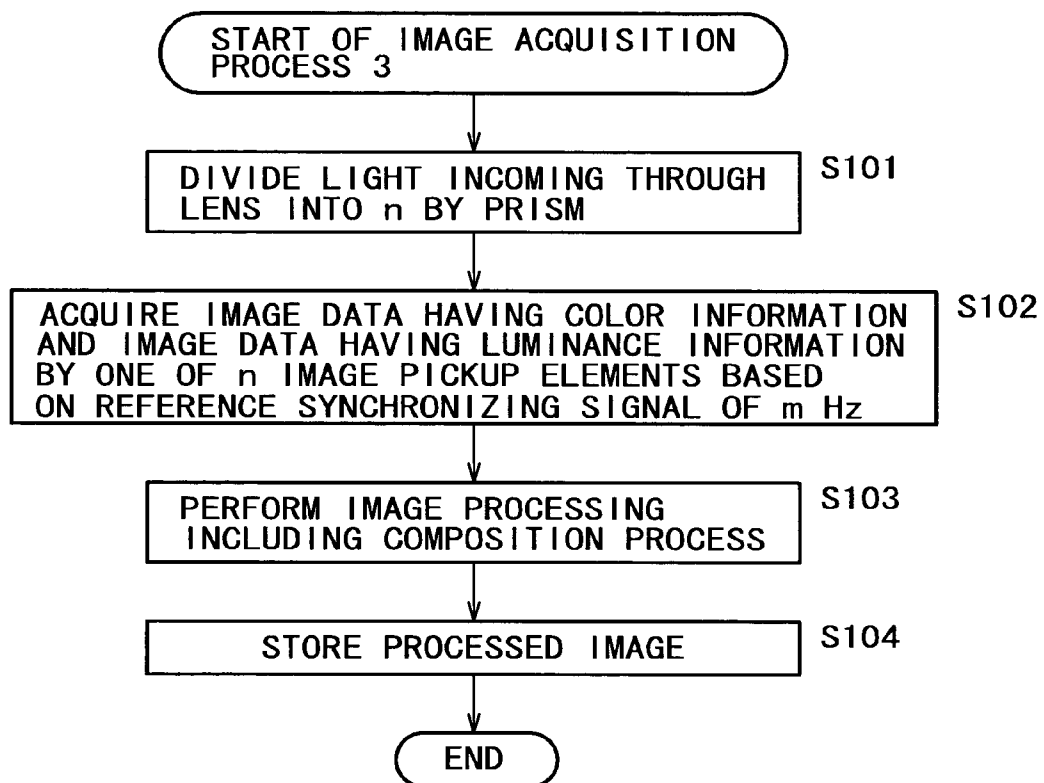 START OF IMAGE ACQUISITION
PROCESS 3
DIVIDE LIGHT INCOMING THROUGH
LENS INTO n BY PRISM
S101
ACQUIRE IMAGE DATA HAVING COLOR INFORMATION
AND IMAGE DATA HAVING LUMINANCE INFORMATION
BY ONE OF n IMAGE PICKUP ELEMENTS BASED
ON REFERENCE SYNCHRONIZING SIGNAL OF m Hz
S102
PERFORM IMAGE PROCESSING
INCLUDING COMPOSITION PROCESS
S103
STORE PROCESSED IMAGE
S104
END